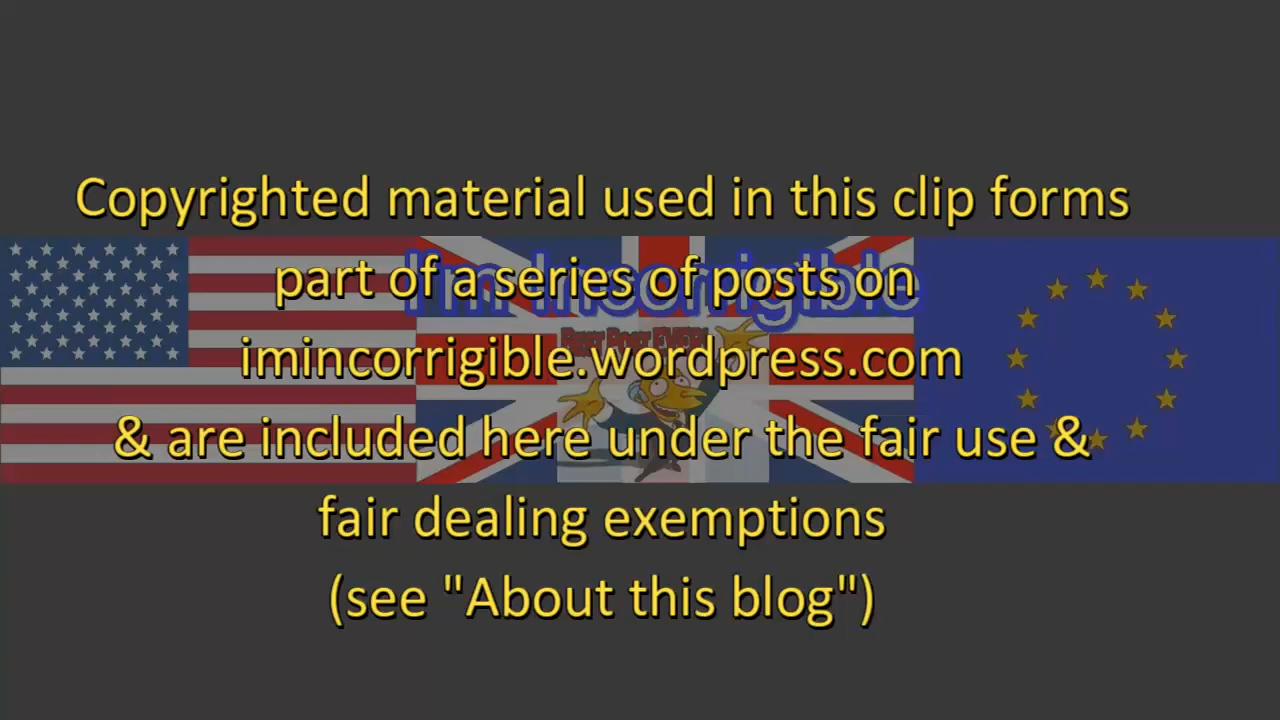 Copyrighted material used in this clip forms
I'm Incorrigible
part of a series of posts on
imincorrigible.wordpress.com
& are included here under the fair use &
fair dealing exemptions
(see "About this blog")